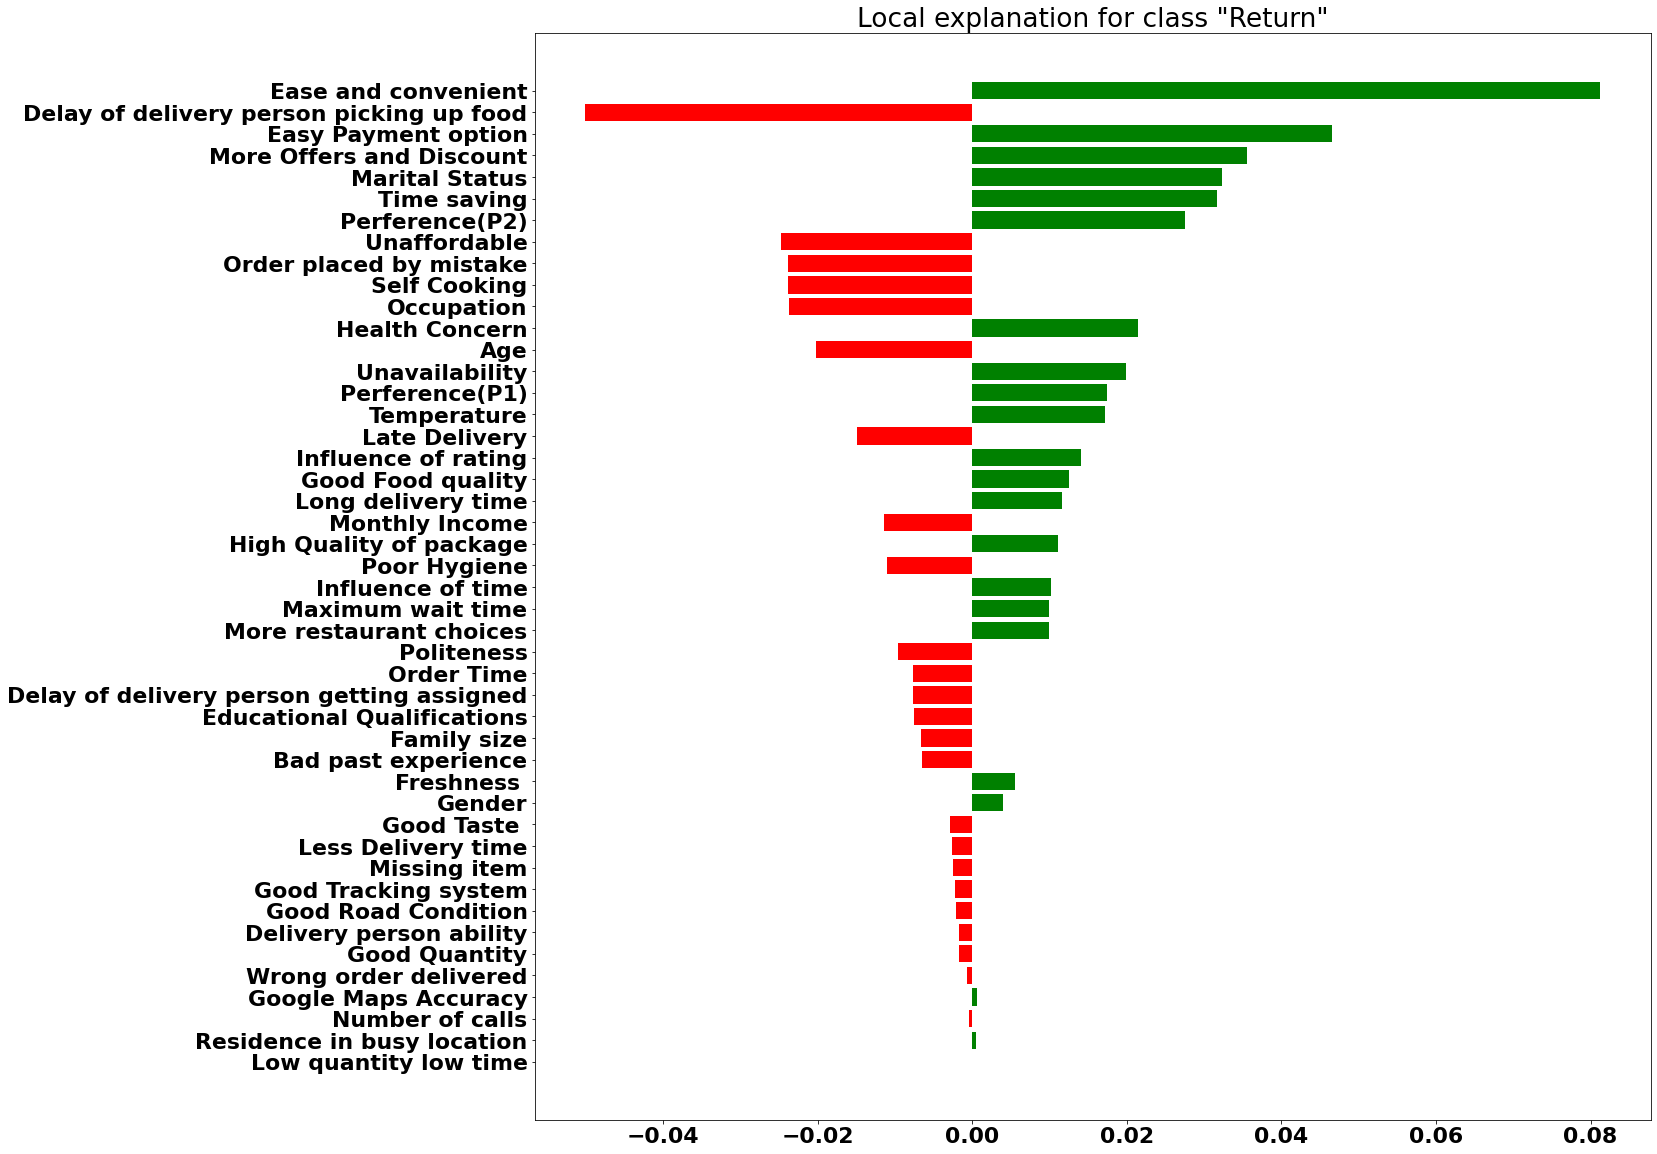 Local explanation for class "Return"
Ease and convenient
Delay of delivery person picking up food
Easy Payment option
More Offers and Discount
Marital Status
Time saving
Perference(P2)
Unaffordable
Order placed by mistake
Self Cooking
Occupation
Health Concern
Age
Unavailability
Perference(P1)
Temperature
Late Delivery
Influence of rating
Good Food quality
Long delivery time
Monthly Income
High Quality of package
Poor Hygiene
Influence of time
Maximum wait time
More restaurant choices
Politeness
Order Time
Delay of delivery person getting assigned
Educational Qualifications
Family size
Bad past experience
Freshness
Gender
Good Taste
Less Delivery time
Missing item
Good Tracking system
Good Road Condition
Delivery person ability
Good Quantity
Wrong order delivered
Google Maps Accuracy
Number of calls
Residence in busy location
Low quantity low time
−0.04 −0.02 0.00 0.02 0.04 0.06 0.08